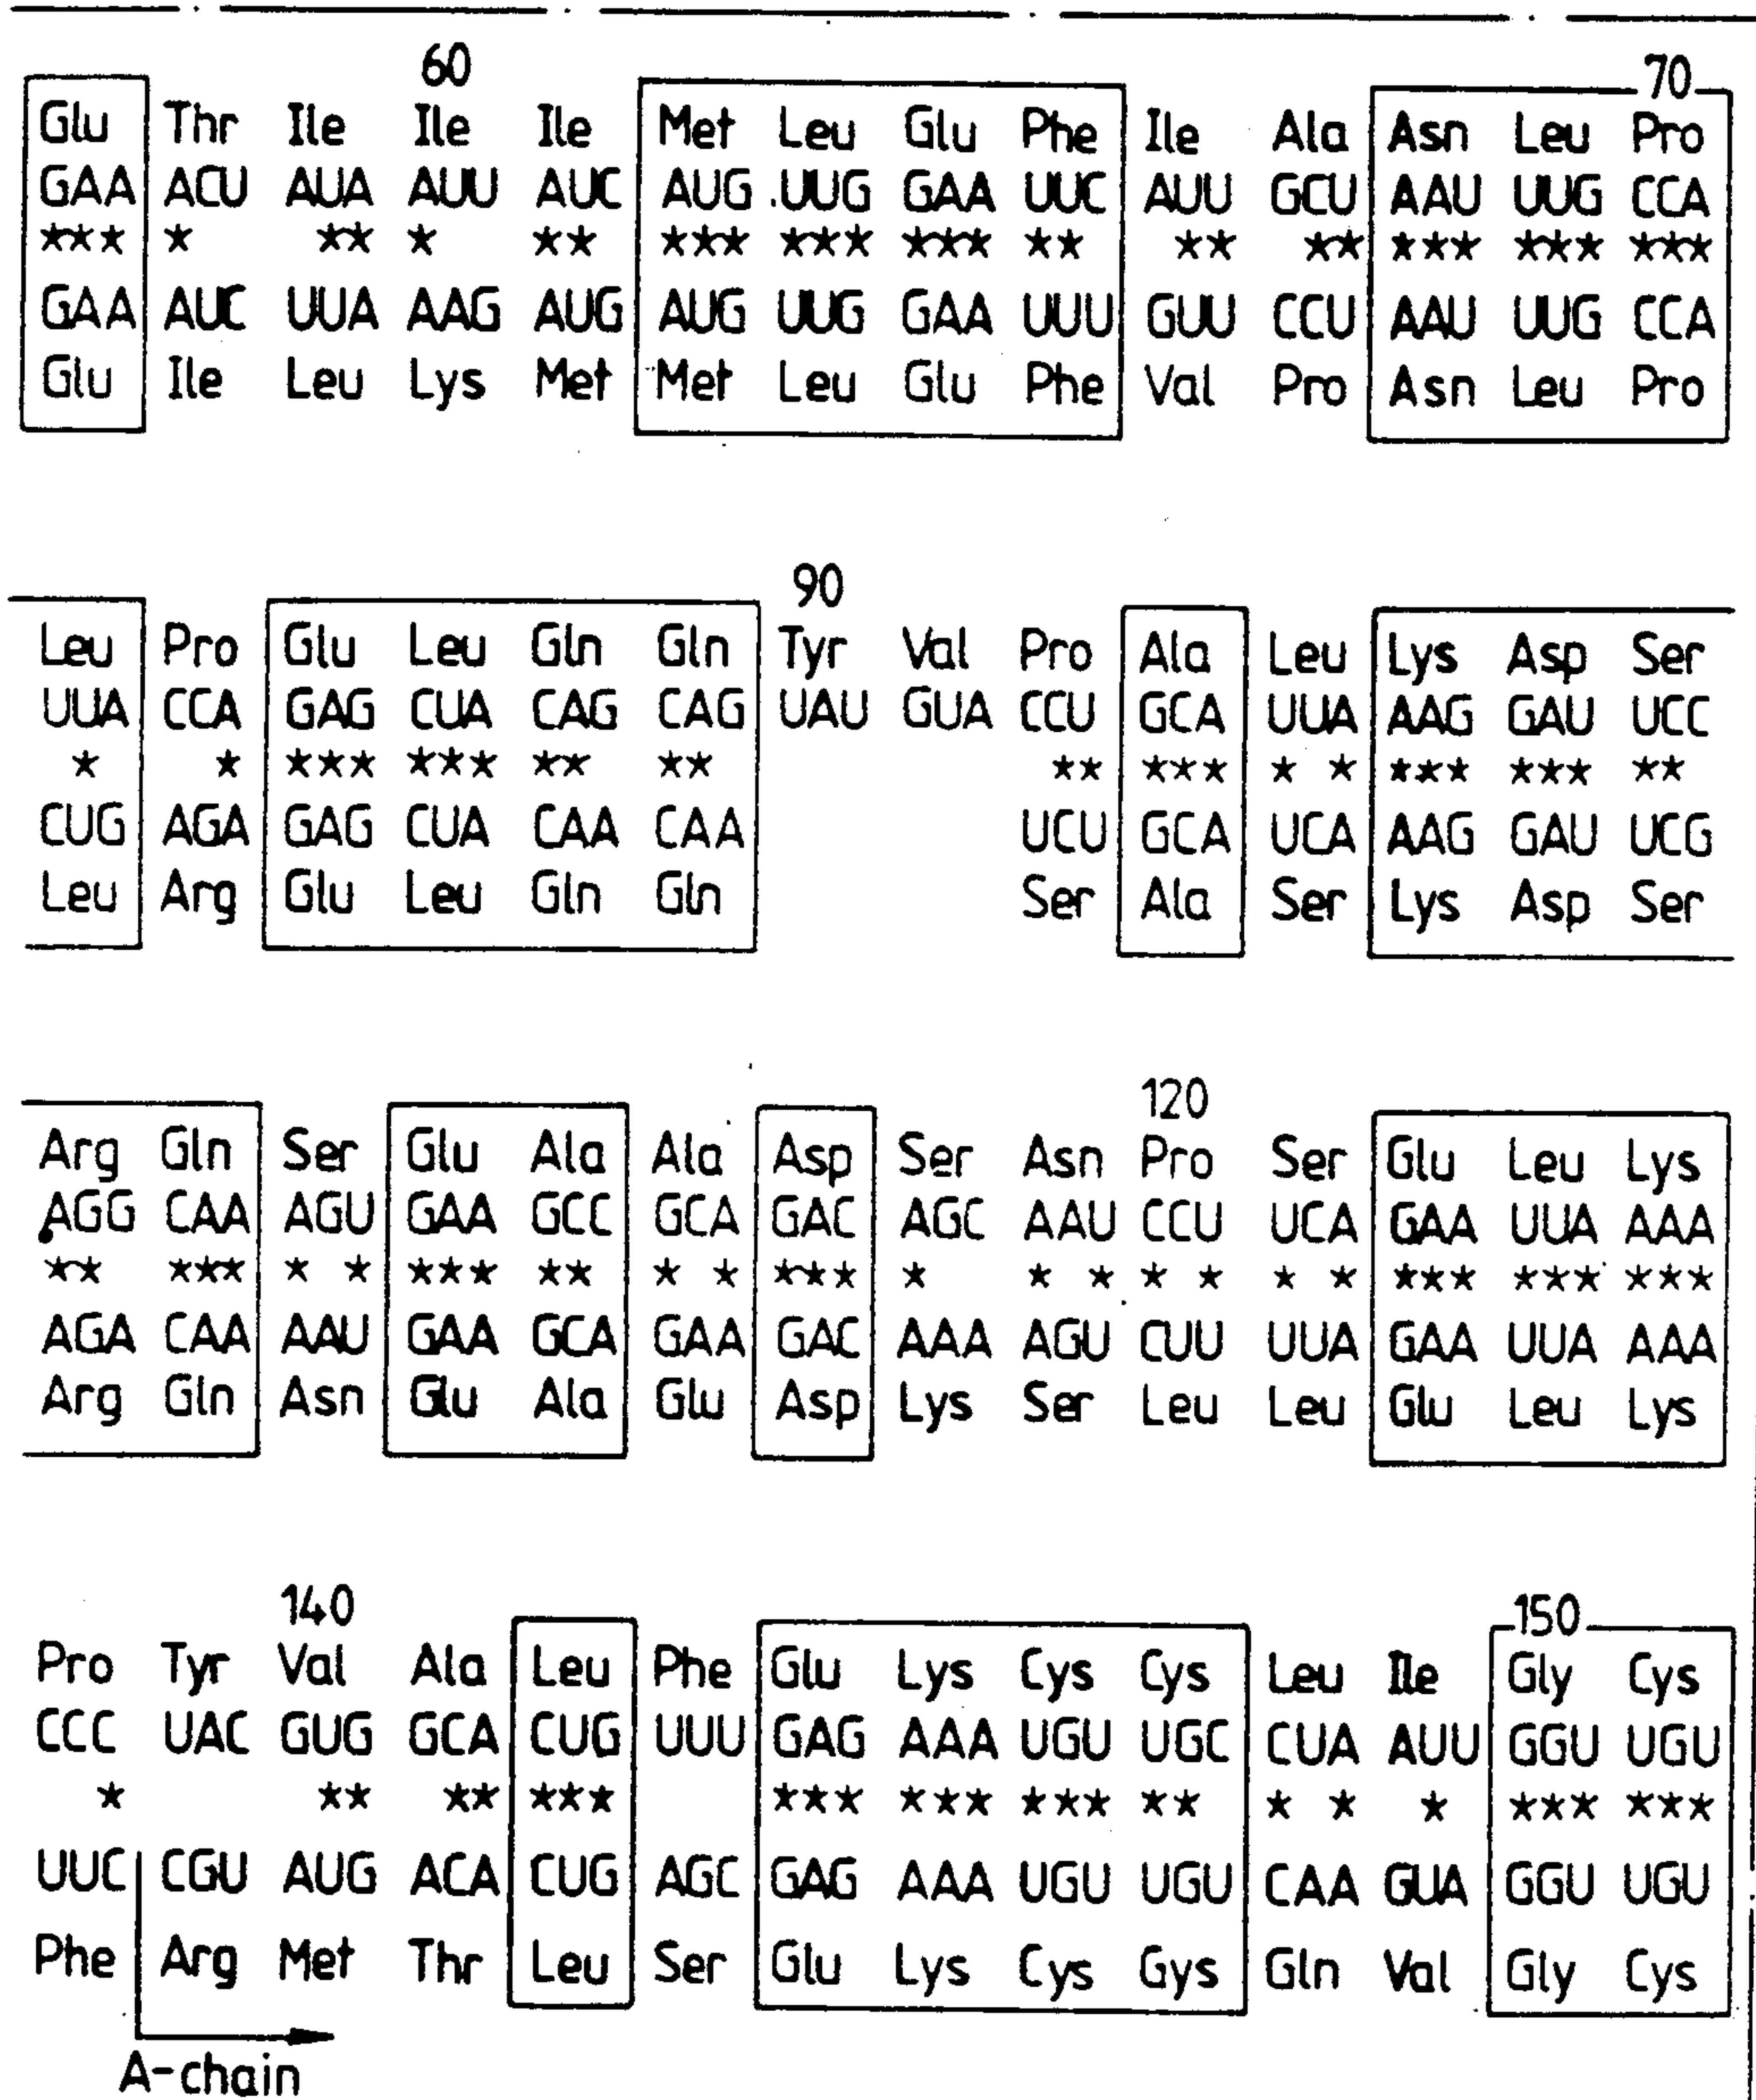 60 70
Glu Thr Ile Ile Ile Met Leu Glu Phe Ile Ala Asn Leu Pro
GAA ACU AUA AUU AUC AUG UUG GAA UUC AUU GCU AAU UUG CCA
*** * ** * ** *** *** *** ** ** ** *** *** ***
GAA AUC UUA AAG AUG AUG UUG GAA UUU GUU CCU AAU UUG CCA
Glu Ile Leu Lys Met Met Leu Glu Phe Val Pro Asn Leu Pro
90
Leu Pro Glu Leu Gln Gln Tyr Val Pro Ala Leu Lys Asp Ser
UUA CCA GAG CUA CAG CAG UAU GUA CCU GCA UUA AAG GAU UCC
* * *** *** ** ** ** *** * * *** *** **
CUG AGA GAG CUA CAA CAA UCU GCA UCA AAG GAU UCG
Leu Arg Glu Leu Gln Gln Ser Ala Ser Lys Asp Ser
120
Arg Gln Ser Glu Ala Ala Asp Ser Asn Pro Ser Glu Leu Lys
AGG CAA AGU GAA GCC GCA GAC AGC AAU CCU UCA GAA UUA AAA
** *** * * *** ** * * *** * * * * * * * *** *** ***
AGA CAA AAU GAA GCA GAA GAC AAA AGU CUU UUA GAA UUA AAA
Arg Gln Asn Glu Ala Glu Asp Lys Ser Leu Leu Glu Leu Lys
140 150
Pro Tyr Val Ala Leu Phe Glu Lys Cys Cys Leu Ile Gly Cys
CCC UAC GUG GCA CUG UUU GAG AAA UGU UGC CUA AUU GGU UGU
* ** ** *** *** *** *** ** * * * *** ***
UUC CGU AUG ACA CUG AGC GAG AAA UGU UGU CAA GUA GGU UGU
Phe Arg Met Thr Leu Ser Glu Lys Cys Gys Gln Val Gly Cys
A-chain